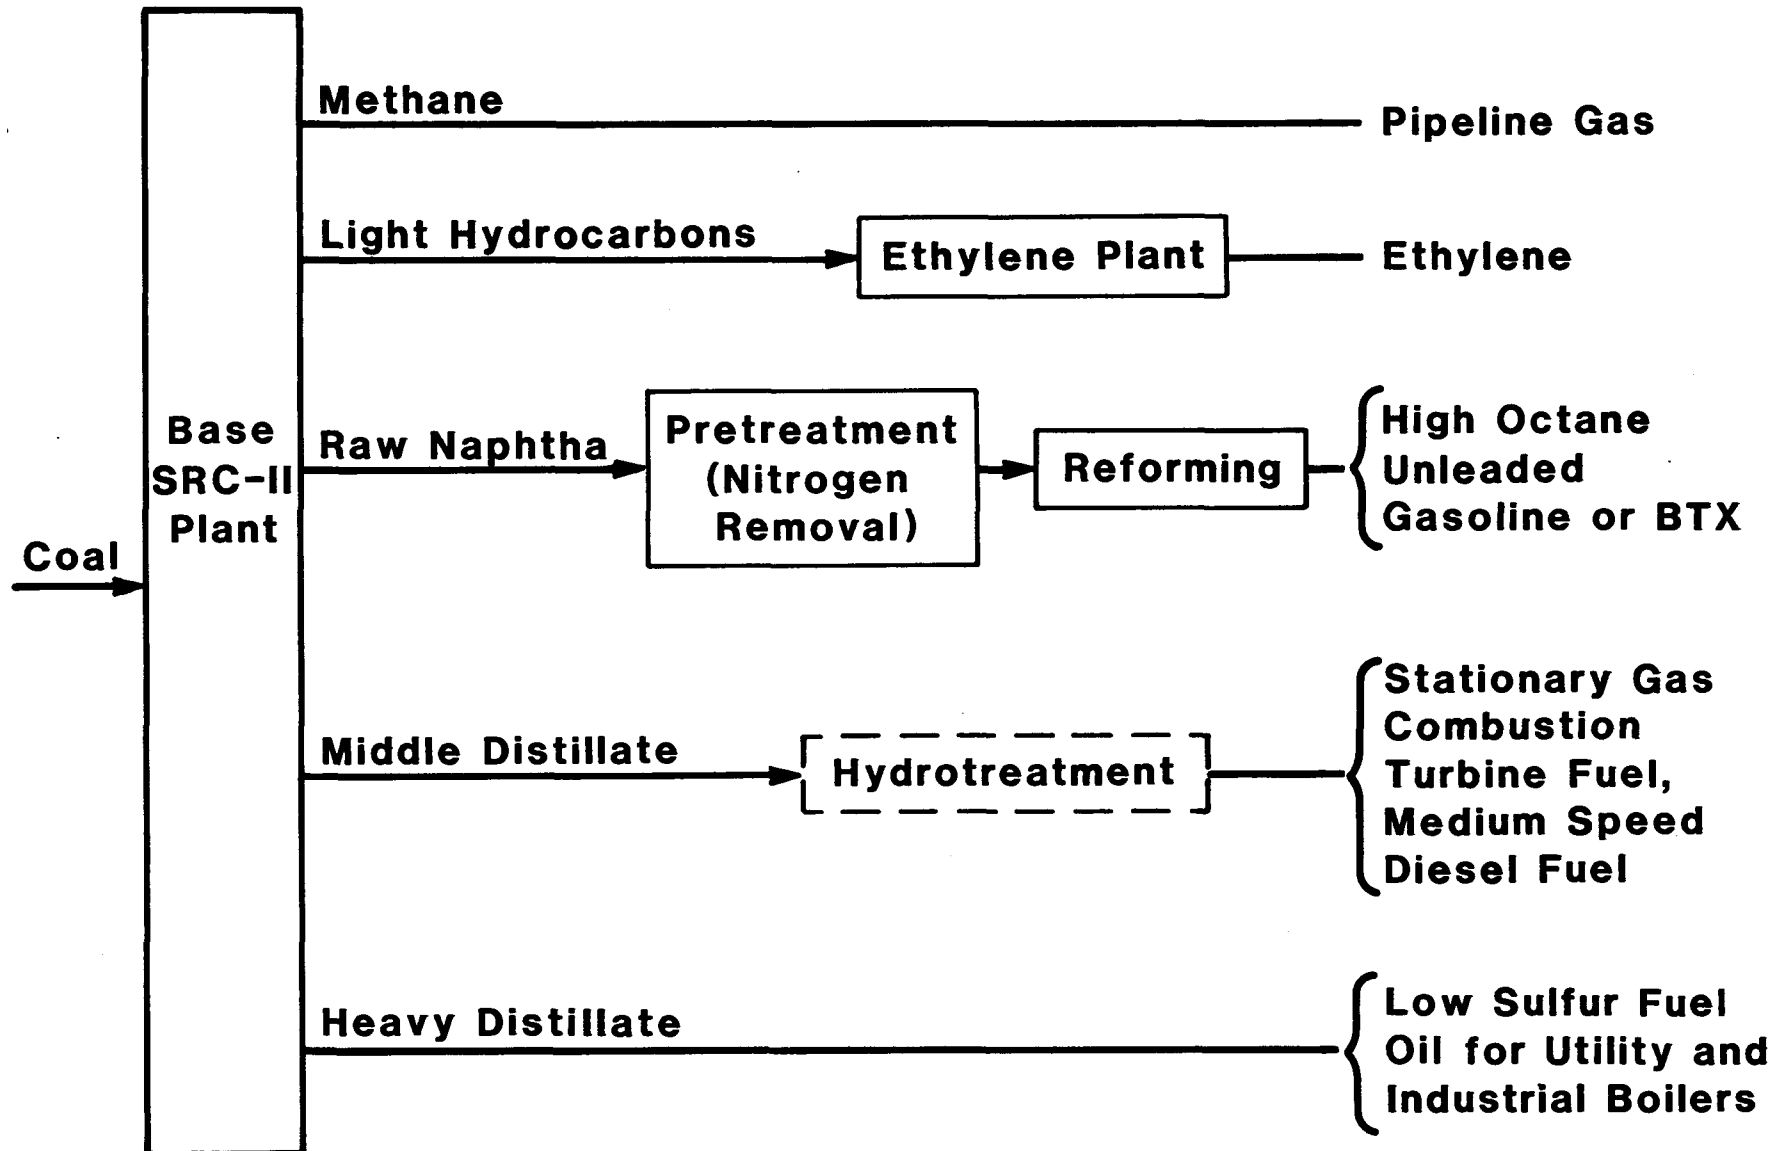 Methane
Pipeline Gas
Light Hydrocarbons
Ethylene Plant
Ethylene
Base
SRC-II
Plant
Raw Naphtha
Pretreatment
(Nitrogen
Removal)
Reforming
High Octane
Unleaded
Gasoline or BTX
Coal
Middle Distillate
Hydrotreatment
Stationary Gas
Combustion
Turbine Fuel,
Medium Speed
Diesel Fuel
Heavy Distillate
Low Sulfur Fuel
Oil for Utility and
Industrial Boilers